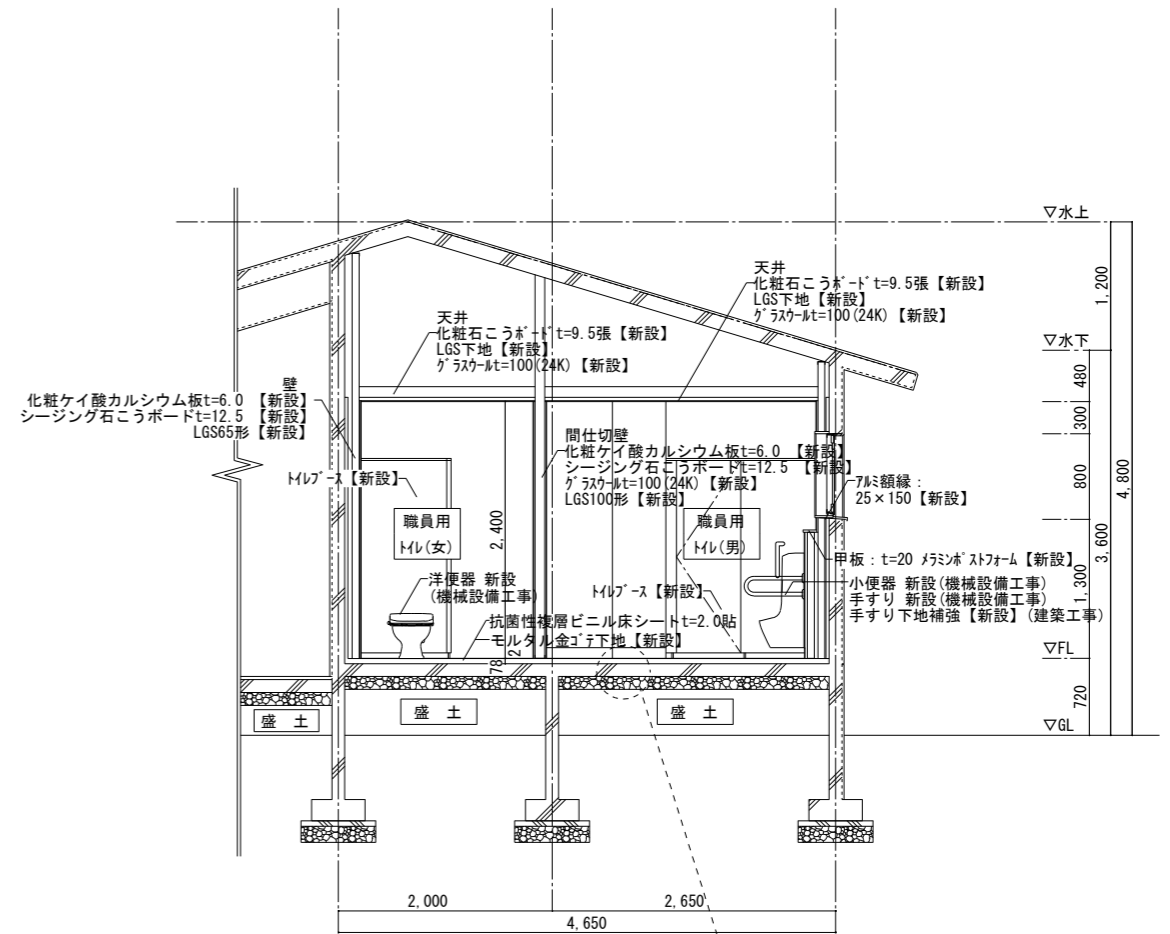 ▽水上
天井
化粧石こうボードt=9.5張【新設】
LGS下地【新設】
グラスウールt=100(24K)【新設】
1,200
天井
化粧石こうボードt=9.5張【新設】
LGS下地【新設】
グラスウールt=100(24K)【新設】
▽水下
壁
化粧ケイ酸カルシウム板t=6.0 【新設】
シージング石こうボードt=12.5 【新設】
LGS65形【新設】
480
300
間仕切壁
化粧ケイ酸カルシウム板t=6.0 【新設】
シージング石こうボードt=12.5 【新設】
グラスウールt=100(24K)【新設】
LGS100形【新設】
トイレブース【新設】
アルミ額縁:
25×150【新設】
800
4,800
3,600
職員用
トイレ(女)
2,400
職員用
トイレ(男)
甲板:t=20 メラミンポストフォーム【新設】
洋便器 新設
(機械設備工事)
トイレブース【新設】
小便器 新設(機械設備工事)
手すり 新設(機械設備工事)
手すり下地補強【新設】(建築工事)
1,300
抗菌性複層ビニル床シートt=2.0貼
モルタル金ゴテ下地【新設】
78
2
▽FL
720
盛 土
盛 土
盛 土
▽GL
2,000
2,650
4,650